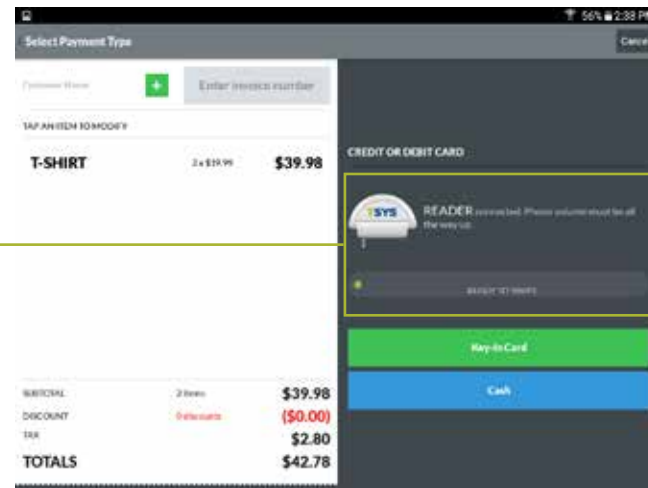 56% 2:38 PM
Select Payment Type
Cancel
Customer Name
+
Enter invoice number
TAP AN ITEM TO MODIFY
T-SHIRT 2 x $19.99 $39.98
CREDIT OR DEBIT CARD
TSYS
READER connected. Phone volume must be all
the way up.
READY TO SWIPE
Key-In Card
Cash
SUBTOTAL 2 items $39.98
DISCOUNT 0 discounts ($0.00)
TAX $2.80
TOTALS $42.78